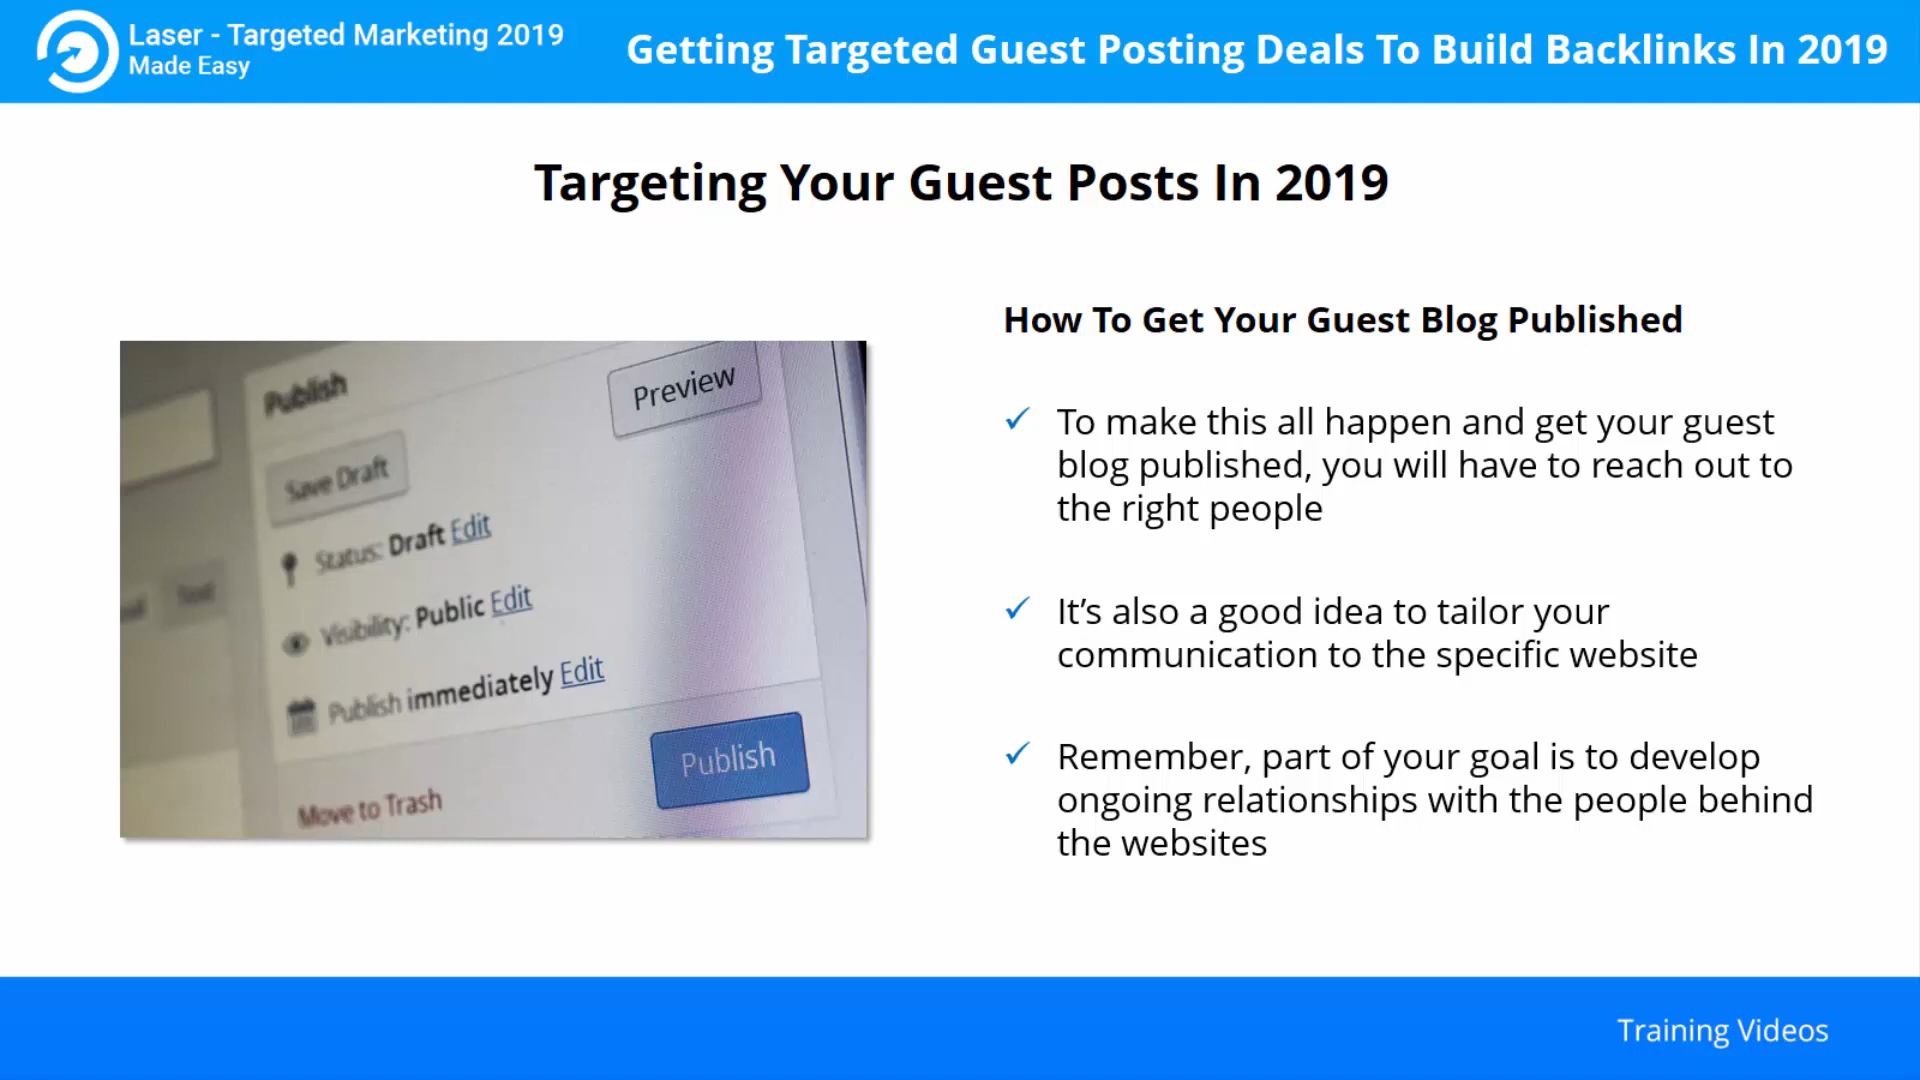 Laser - Targeted Marketing 2019
Made Easy
Getting Targeted Guest Posting Deals To Build Backlinks In 2019
Targeting Your Guest Posts In 2019
Publish
Preview
Save Draft
Status: Draft Edit
Visibility: Public Edit
Publish immediately Edit
Publish
Move to Trash
How To Get Your Guest Blog Published
✓ To make this all happen and get your guest
blog published, you will have to reach out to
the right people
✓ It’s also a good idea to tailor your
communication to the specific website
✓ Remember, part of your goal is to develop
ongoing relationships with the people behind
the websites
Training Videos